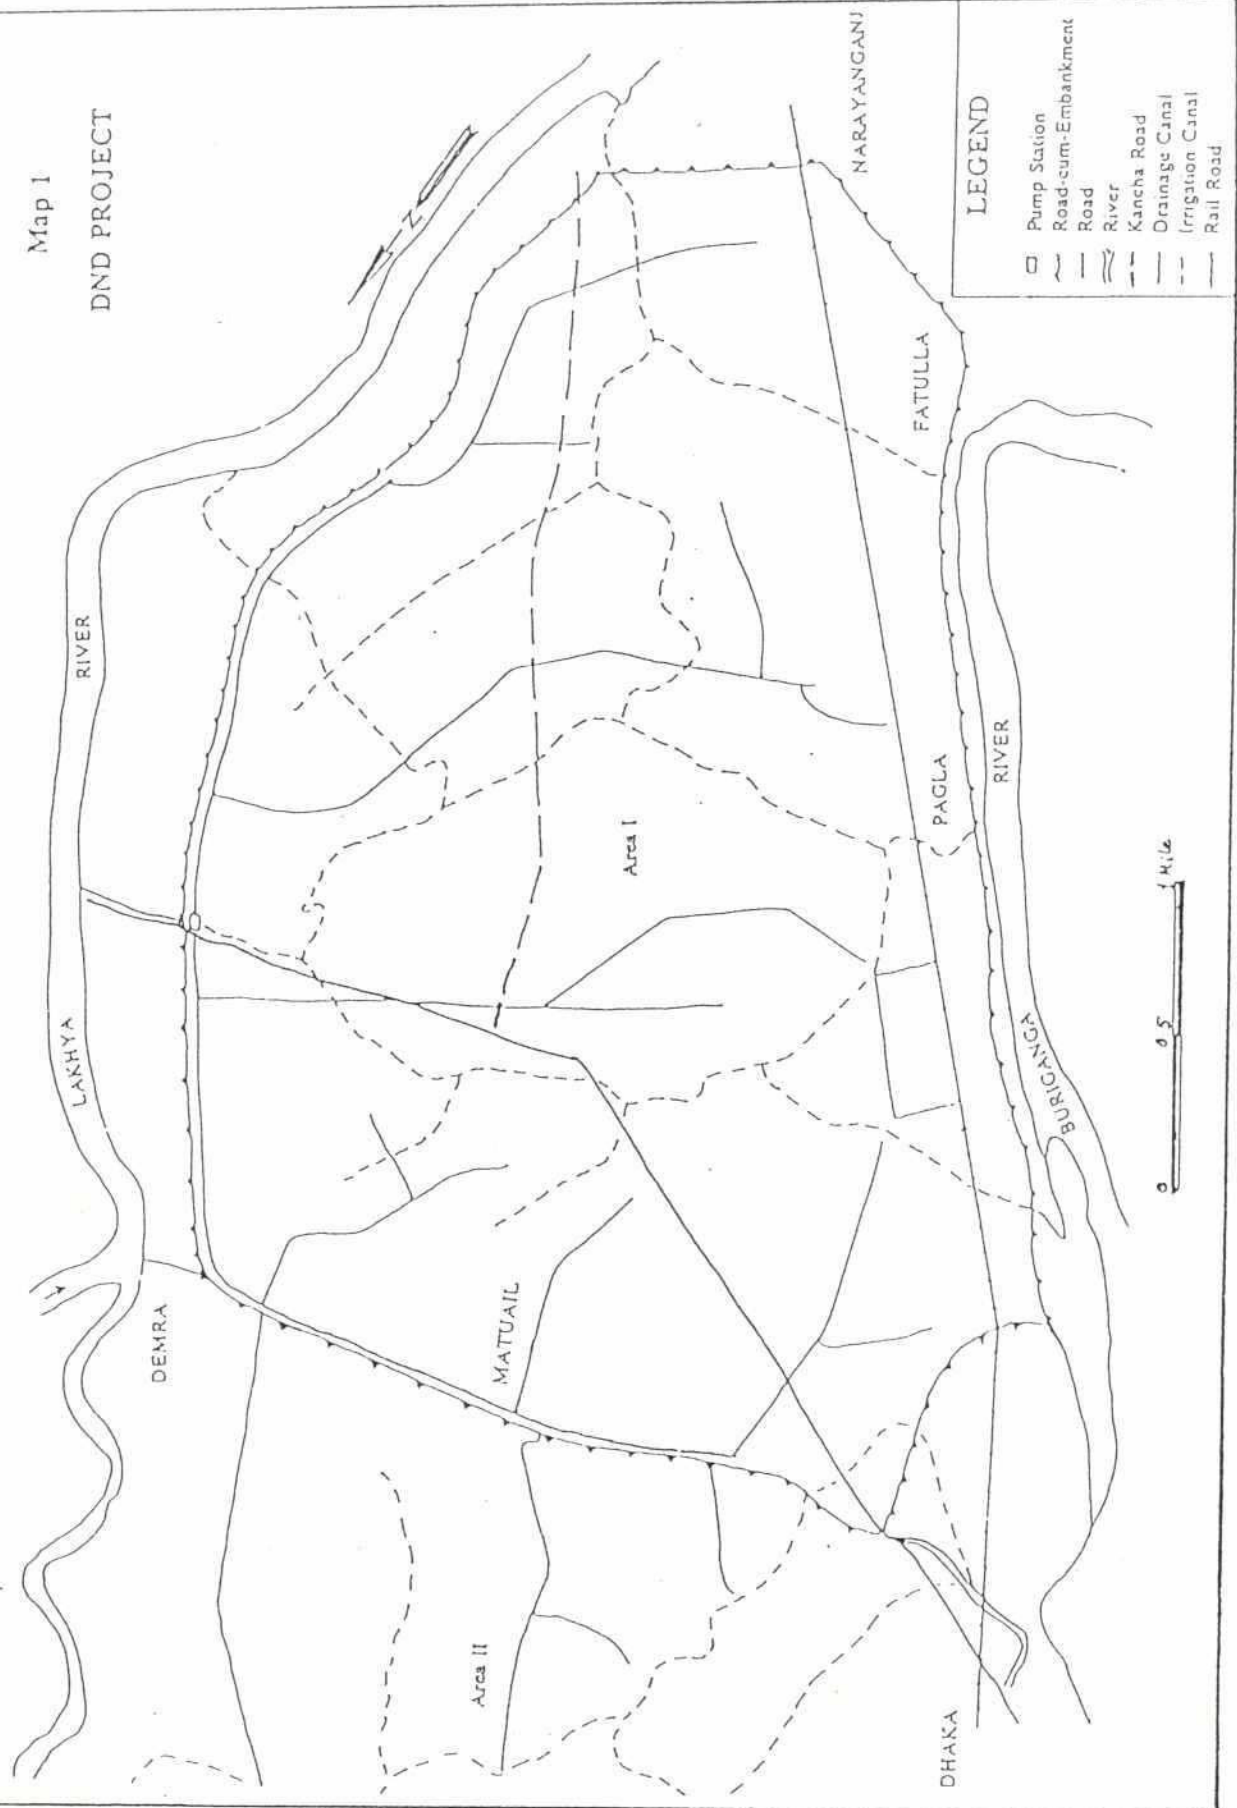 Map 1
DND PROJECT
NARAYANGANJ
LEGEND
Pump Station
Road-cum-Embankment
Road
River
Kancha Road
Drainage Canal
Irrigation Canal
Rail Road
FATULLA
RIVER
LAKHYA
DEMRA
MATUAIL
Area I
PAGLA
RIVER
BURIGANGA
Area II
DHAKA
0 0 5 1 Mile